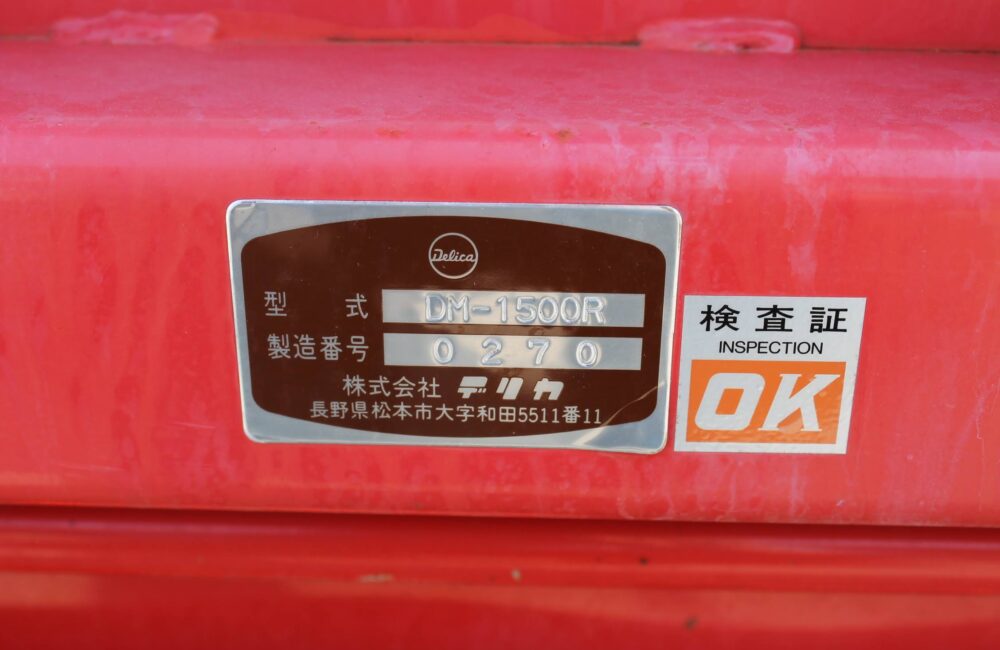 Delica
型式 DM-1500R
製造番号 0270
株式会社 デリカ
長野県松本市大字和田5511番11
検査証
INSPECTION
OK